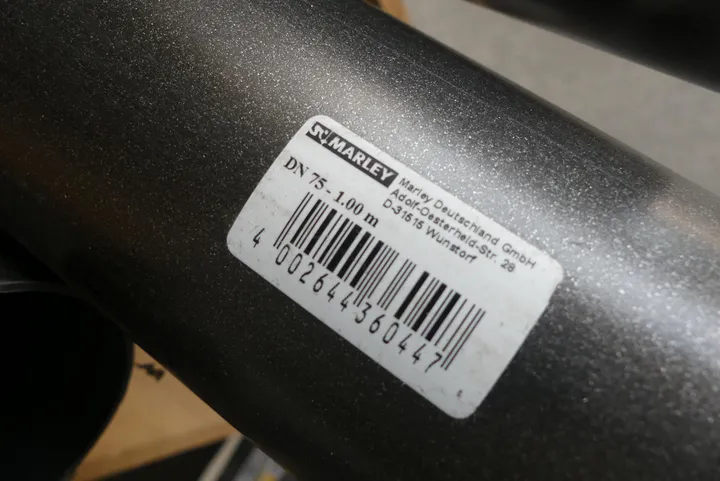 MARLEY
Marley Deutschland GmbH
Adolf-Oesterheld-Str. 28
D-31515 Wunstorf
DN 75 - 1.00 m
4 002644 360447